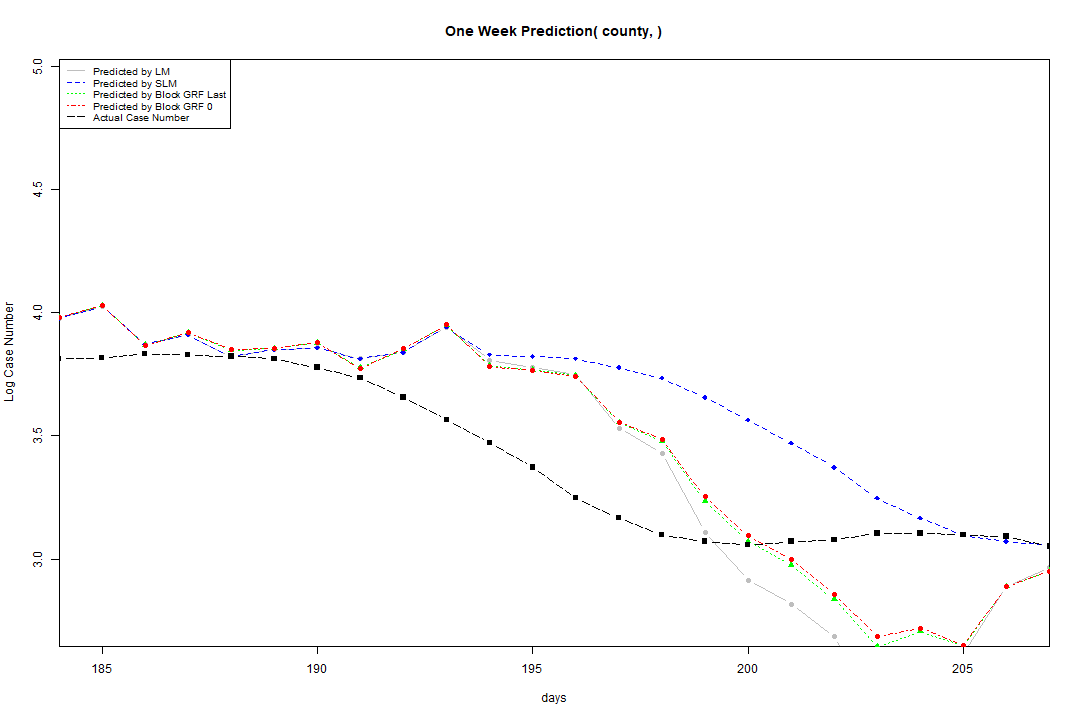 One Week Prediction( county, )
Predicted by LM
Predicted by SLM
Predicted by Block GRF Last
Predicted by Block GRF 0
Actual Case Number
5.0
4.5
4.0
3.5
3.0
Log Case Number
185 190 195 200 205
days